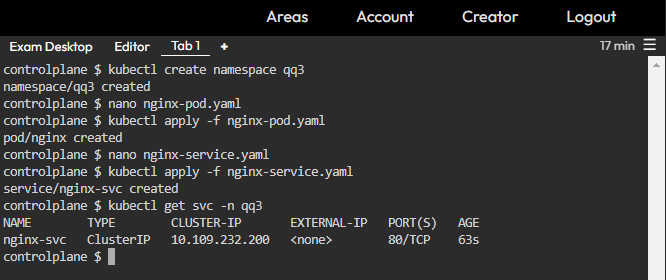 Areas Account Creator Logout
Exam Desktop Editor Tab 1 + 17 min ☰
controlplane $ kubectl create namespace qq3
namespace/qq3 created
controlplane $ nano nginx-pod.yaml
controlplane $ kubectl apply -f nginx-pod.yaml
pod/nginx created
controlplane $ nano nginx-service.yaml
controlplane $ kubectl apply -f nginx-service.yaml
service/nginx-svc created
controlplane $ kubectl get svc -n qq3
NAME TYPE CLUSTER-IP EXTERNAL-IP PORT(S) AGE
nginx-svc ClusterIP 10.109.232.200 <none> 80/TCP 63s
controlplane $